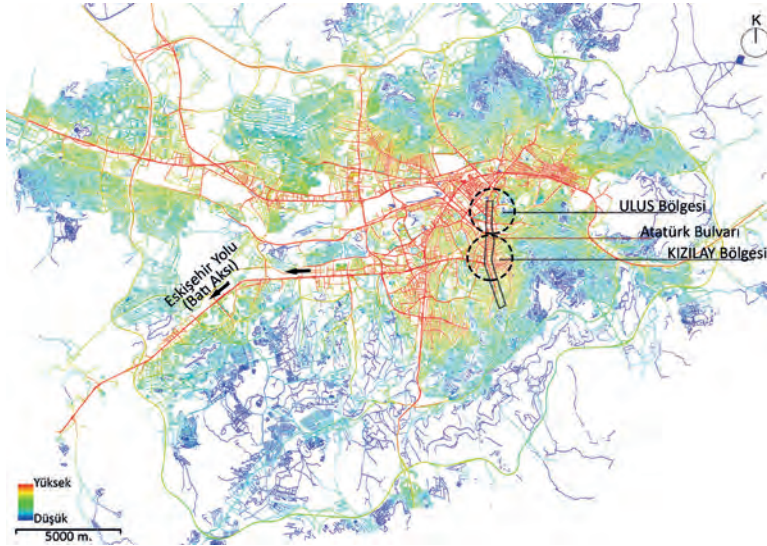 K
ULUS Bölgesi
Atatürk Bulvarı
KIZILAY Bölgesi
Eskişehir Yolu
(Batı Aksı)
Yüksek
Düşük
5000 m.